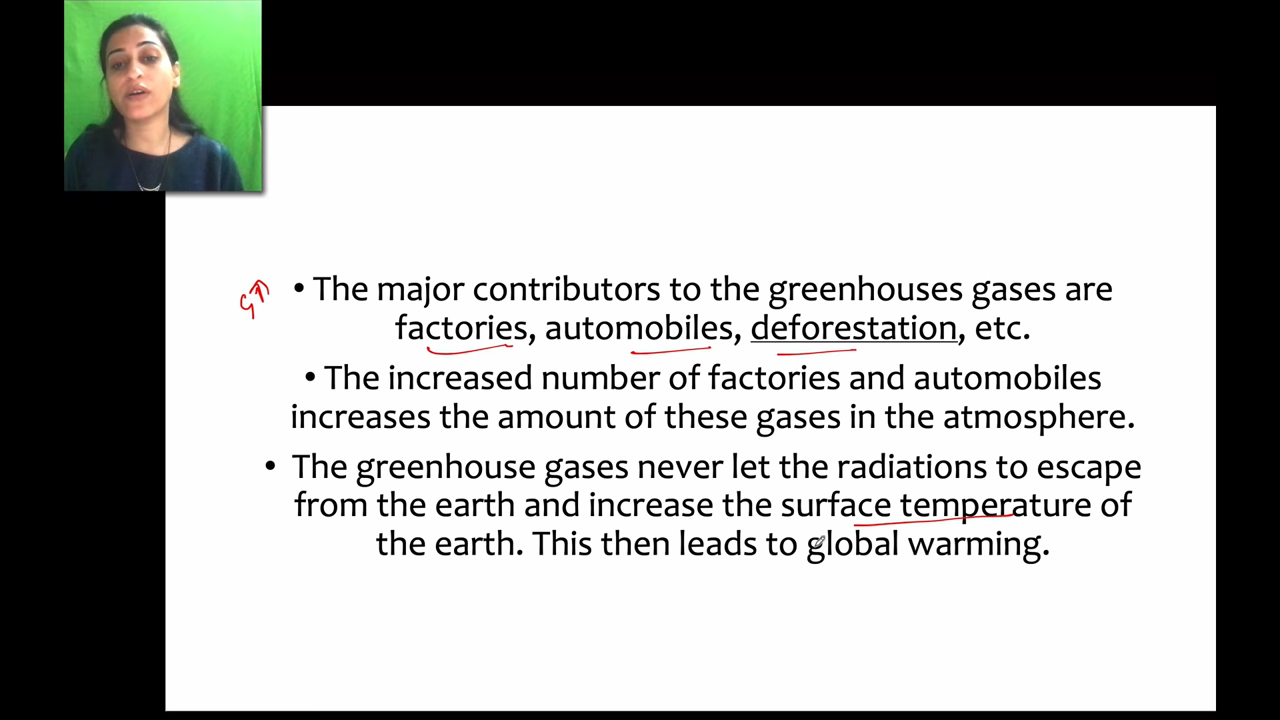 • The major contributors to the greenhouses gases are
factories, automobiles, deforestation, etc.
• The increased number of factories and automobiles
increases the amount of these gases in the atmosphere.
• The greenhouse gases never let the radiations to escape
from the earth and increase the surface temperature of
the earth. This then leads to global warming.